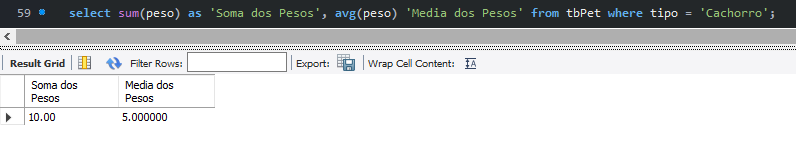 59 select sum(peso) as 'Soma dos Pesos', avg(peso) 'Media dos Pesos' from tbPet where tipo = 'Cachorro';
Result Grid Filter Rows: Export: Wrap Cell Content: IA
Soma dos Media dos
Pesos Pesos
10.00 5.000000